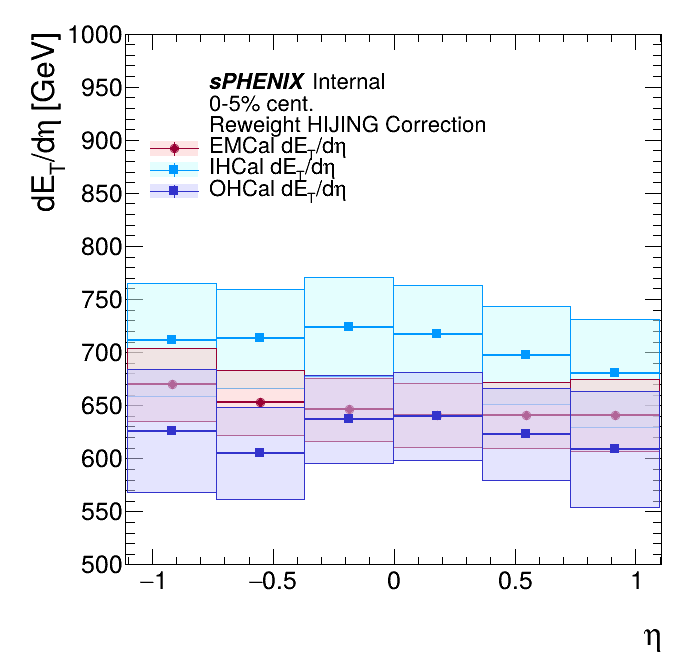 dE_T/dη [GeV]
1000
950
900
850
800
750
700
650
600
550
500
sPHENIX Internal
0-5% cent.
Reweight HIJING Correction
EMCal dE_T/dη
IHCal dE_T/dη
OHCal dE_T/dη
−1 −0.5 0 0.5 1
η